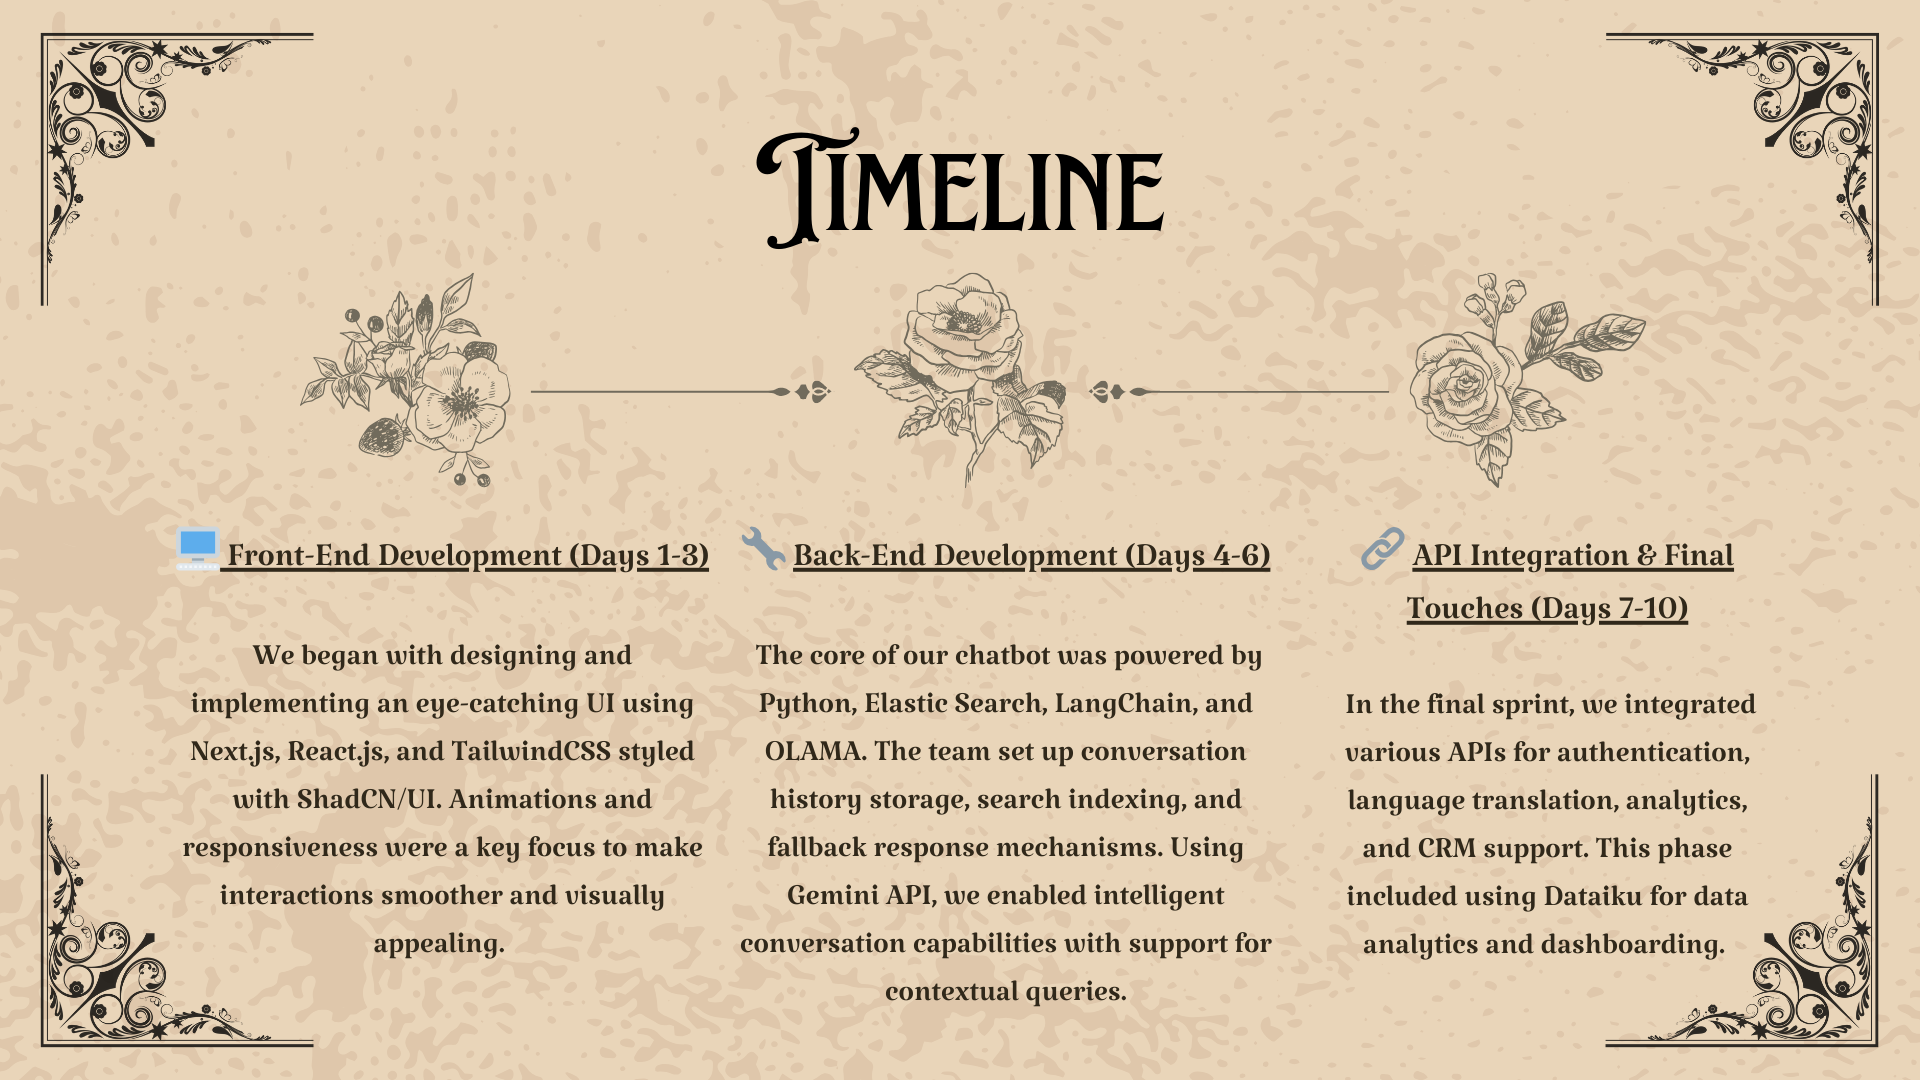 TIMELINE
Front-End Development (Days 1-3)
We began with designing and
implementing an eye-catching UI using
Next.js, React.js, and TailwindCSS styled
with ShadCN/UI. Animations and
responsiveness were a key focus to make
interactions smoother and visually
appealing.
Back-End Development (Days 4-6)
The core of our chatbot was powered by
Python, Elastic Search, LangChain, and
OLAMA. The team set up conversation
history storage, search indexing, and
fallback response mechanisms. Using
Gemini API, we enabled intelligent
conversation capabilities with support for
contextual queries.
API Integration & Final
Touches (Days 7-10)
In the final sprint, we integrated
various APIs for authentication,
language translation, analytics,
and CRM support. This phase
included using Dataiku for data
analytics and dashboarding.